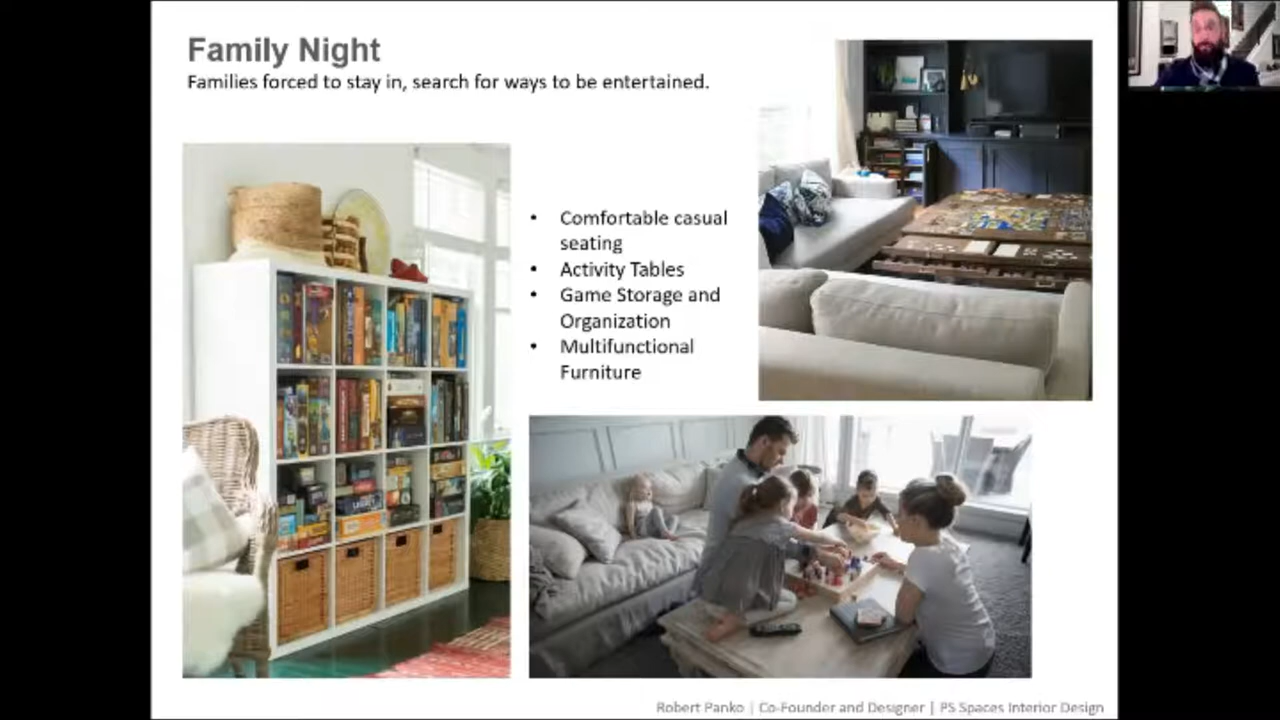 Family Night
Families forced to stay in, search for ways to be entertained.
• Comfortable casual
seating
• Activity Tables
• Game Storage and
Organization
• Multifunctional
Furniture
Robert Panko | Co-Founder and Designer | PS Spaces Interior Design